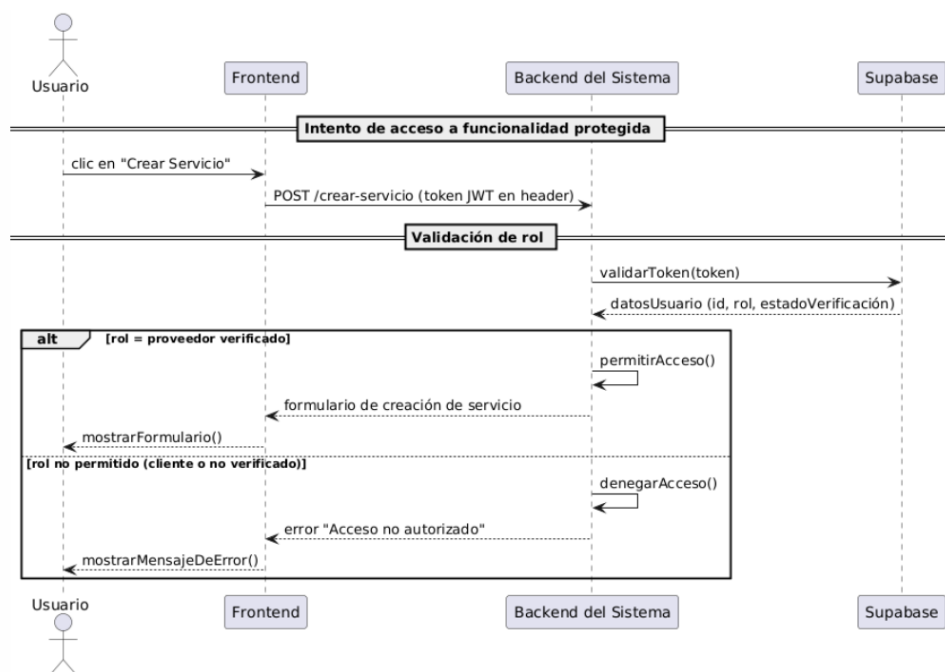 Usuario
Frontend
Backend del Sistema
Supabase
Intento de acceso a funcionalidad protegida
clic en "Crear Servicio"
POST /crear-servicio (token JWT en header)
Validación de rol
validarToken(token)
datosUsuario (id, rol, estadoVerificación)
alt [rol = proveedor verificado]
permitirAcceso()
formulario de creación de servicio
mostrarFormulario()
[rol no permitido (cliente o no verificado)]
denegarAcceso()
error "Acceso no autorizado"
mostrarMensajeDeError()
Usuario
Frontend
Backend del Sistema
Supabase